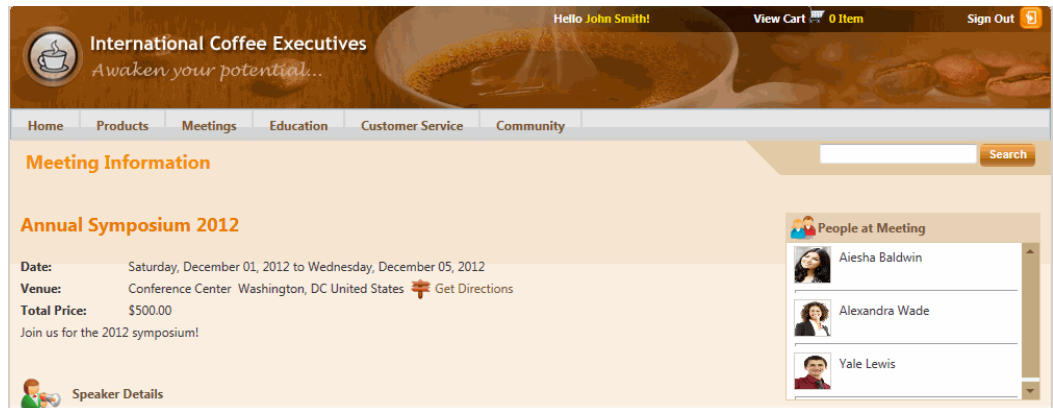 Hello John Smith!
View Cart 0 Item
Sign Out
International Coffee Executives
Awaken your potential...
Home Products Meetings Education Customer Service Community
Meeting Information
Search
Annual Symposium 2012
Date: Saturday, December 01, 2012 to Wednesday, December 05, 2012
Venue: Conference Center Washington, DC United States Get Directions
Total Price: $500.00
Join us for the 2012 symposium!
Speaker Details
People at Meeting
Aiesha Baldwin
Alexandra Wade
Yale Lewis